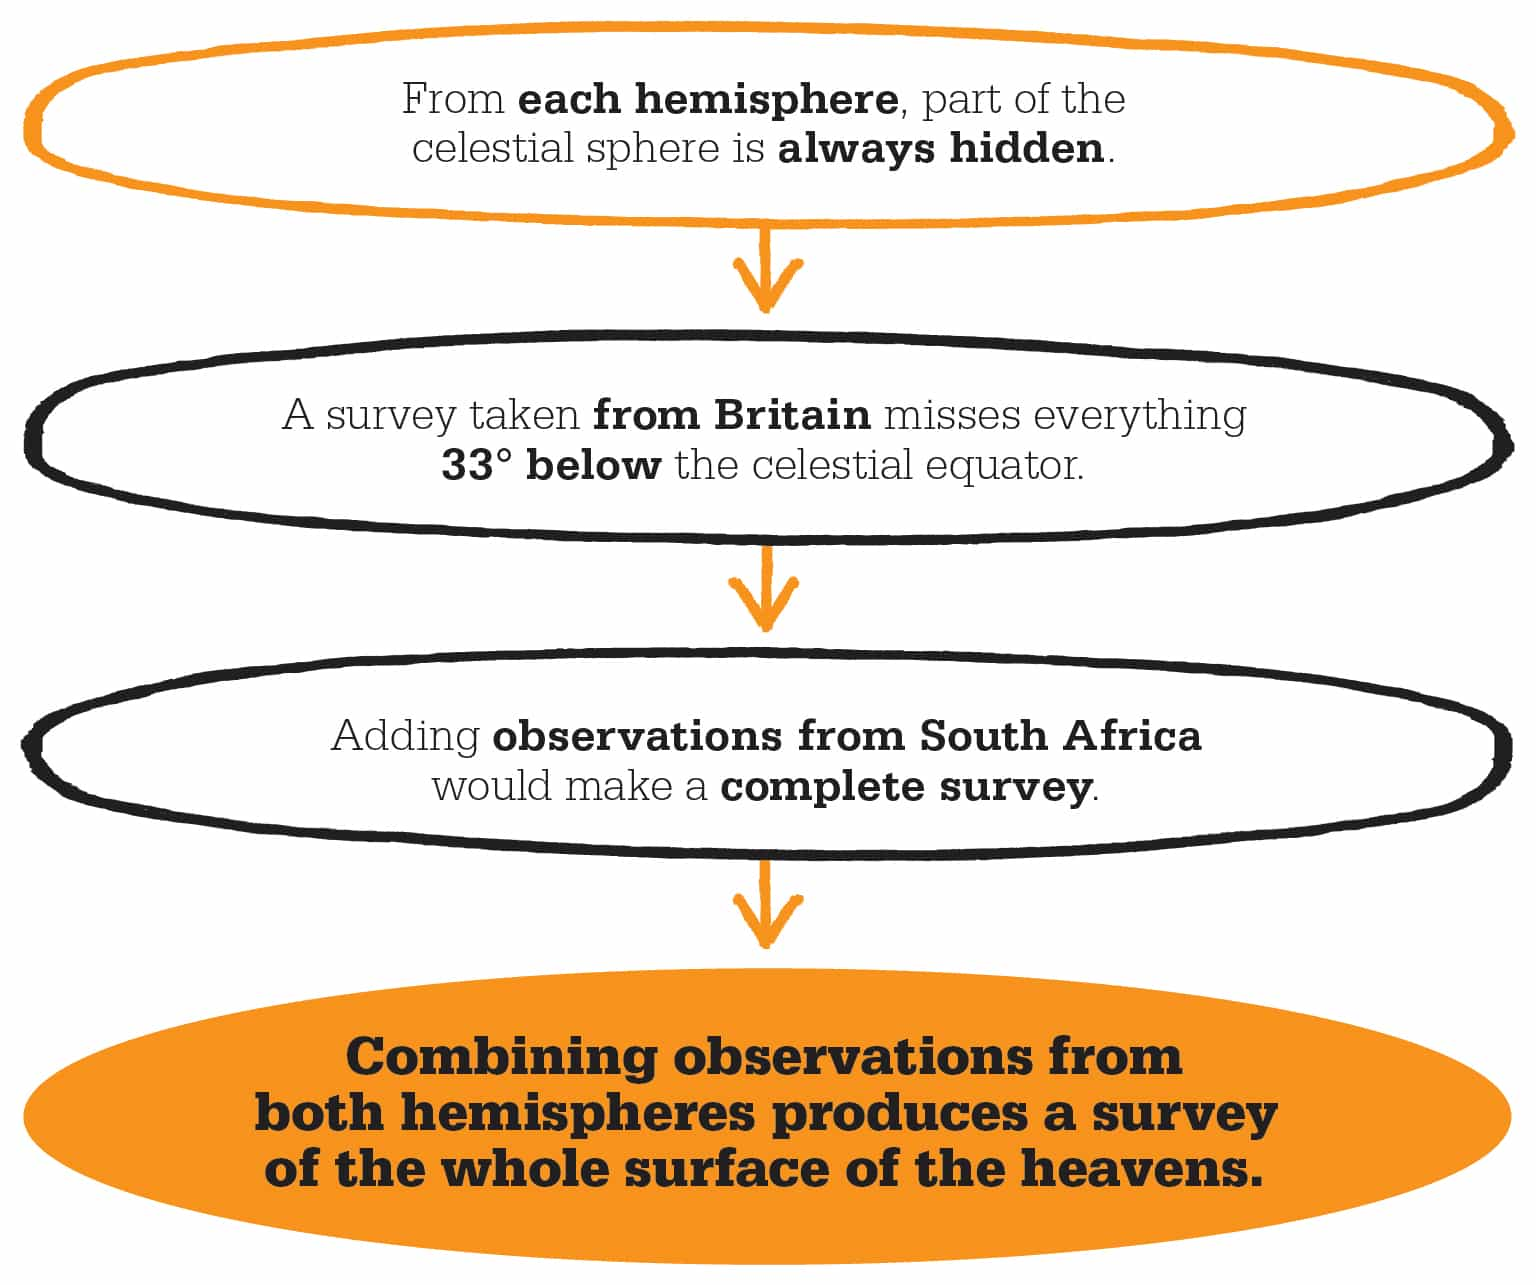 From each hemisphere, part of the
celestial sphere is always hidden.
A survey taken from Britain misses everything
33° below the celestial equator.
Adding observations from South Africa
would make a complete survey.
Combining observations from
both hemispheres produces a survey
of the whole surface of the heavens.